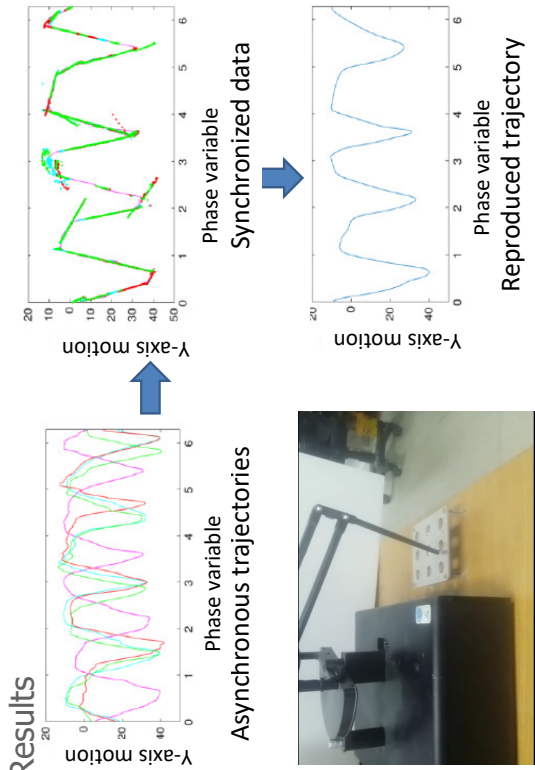 Results
Y-axis motion
20
0
-20
-40
0 1 2 3 4 5 6
Phase variable
Asynchronous trajectories
Y-axis motion
20
10
0
10
20
30
40
50
0 1 2 3 4 5 6
Phase variable
Synchronized data
Y-axis motion
20
0
-20
-40
0 1 2 3 4 5 6
Phase variable
Reproduced trajectory